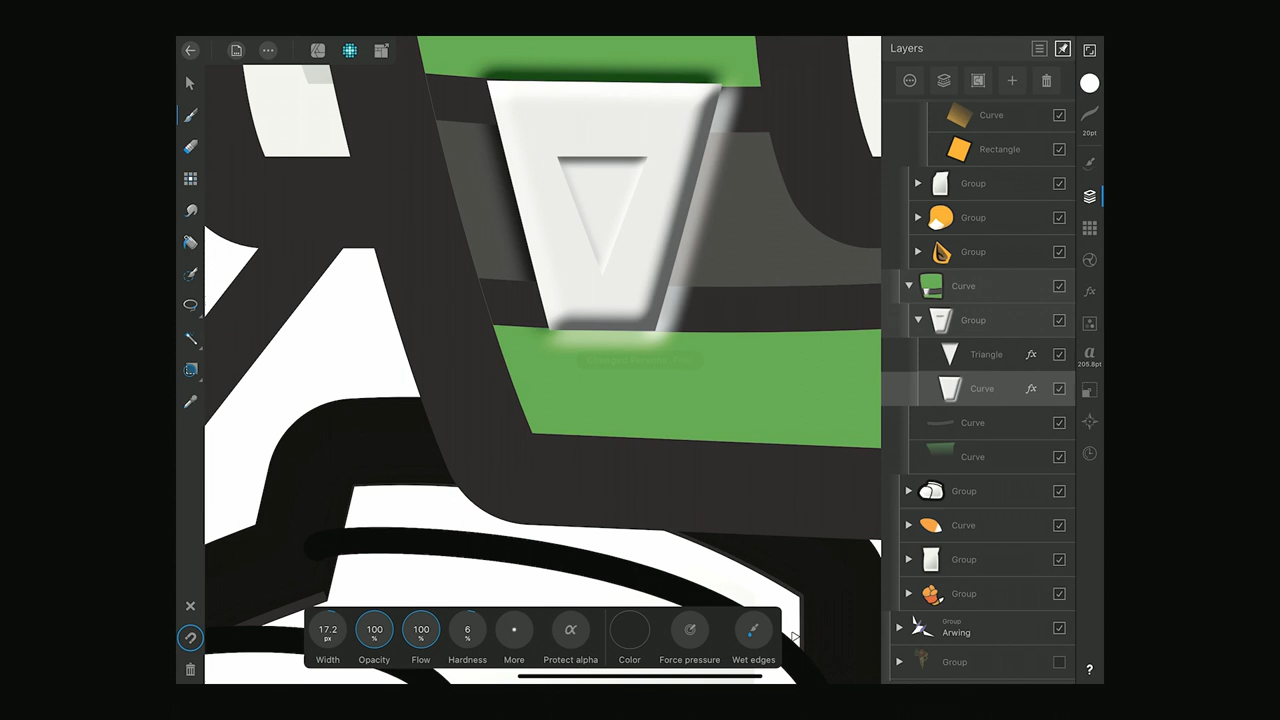 Layers
Curve
Rectangle
20pt
Group
Group
Group
Curve
fx
Group
Triangle fx
a
205.8pt
Curve fx
Curve
Curve
Group
Curve
Group
Group
Group
Arwing
Group
17.2
px
100
%
100
%
6
%
α
Width
Opacity
Flow
Hardness
More
Protect alpha
Color
Force pressure
Wet edges
?